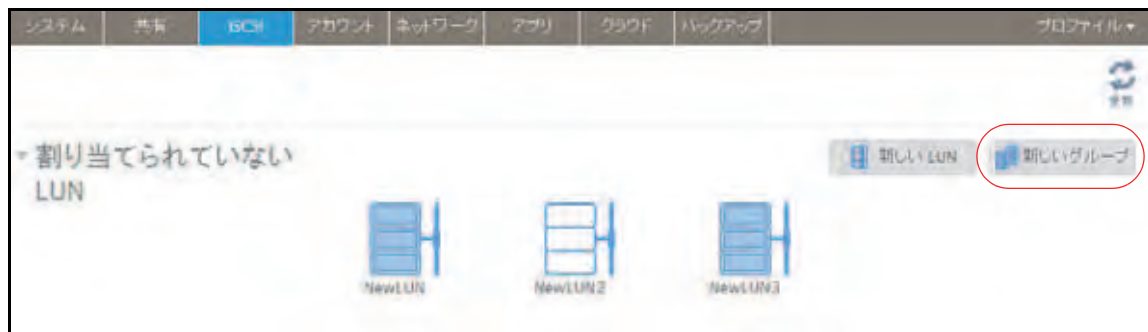 システム 共有 iSCSI アカウント ネットワーク アプリ クラウド バックアップ プロファイル
更新
割り当てられていない
LUN
新しい LUN 新しいグループ
NewLUN NewLUN2 NewLUN3